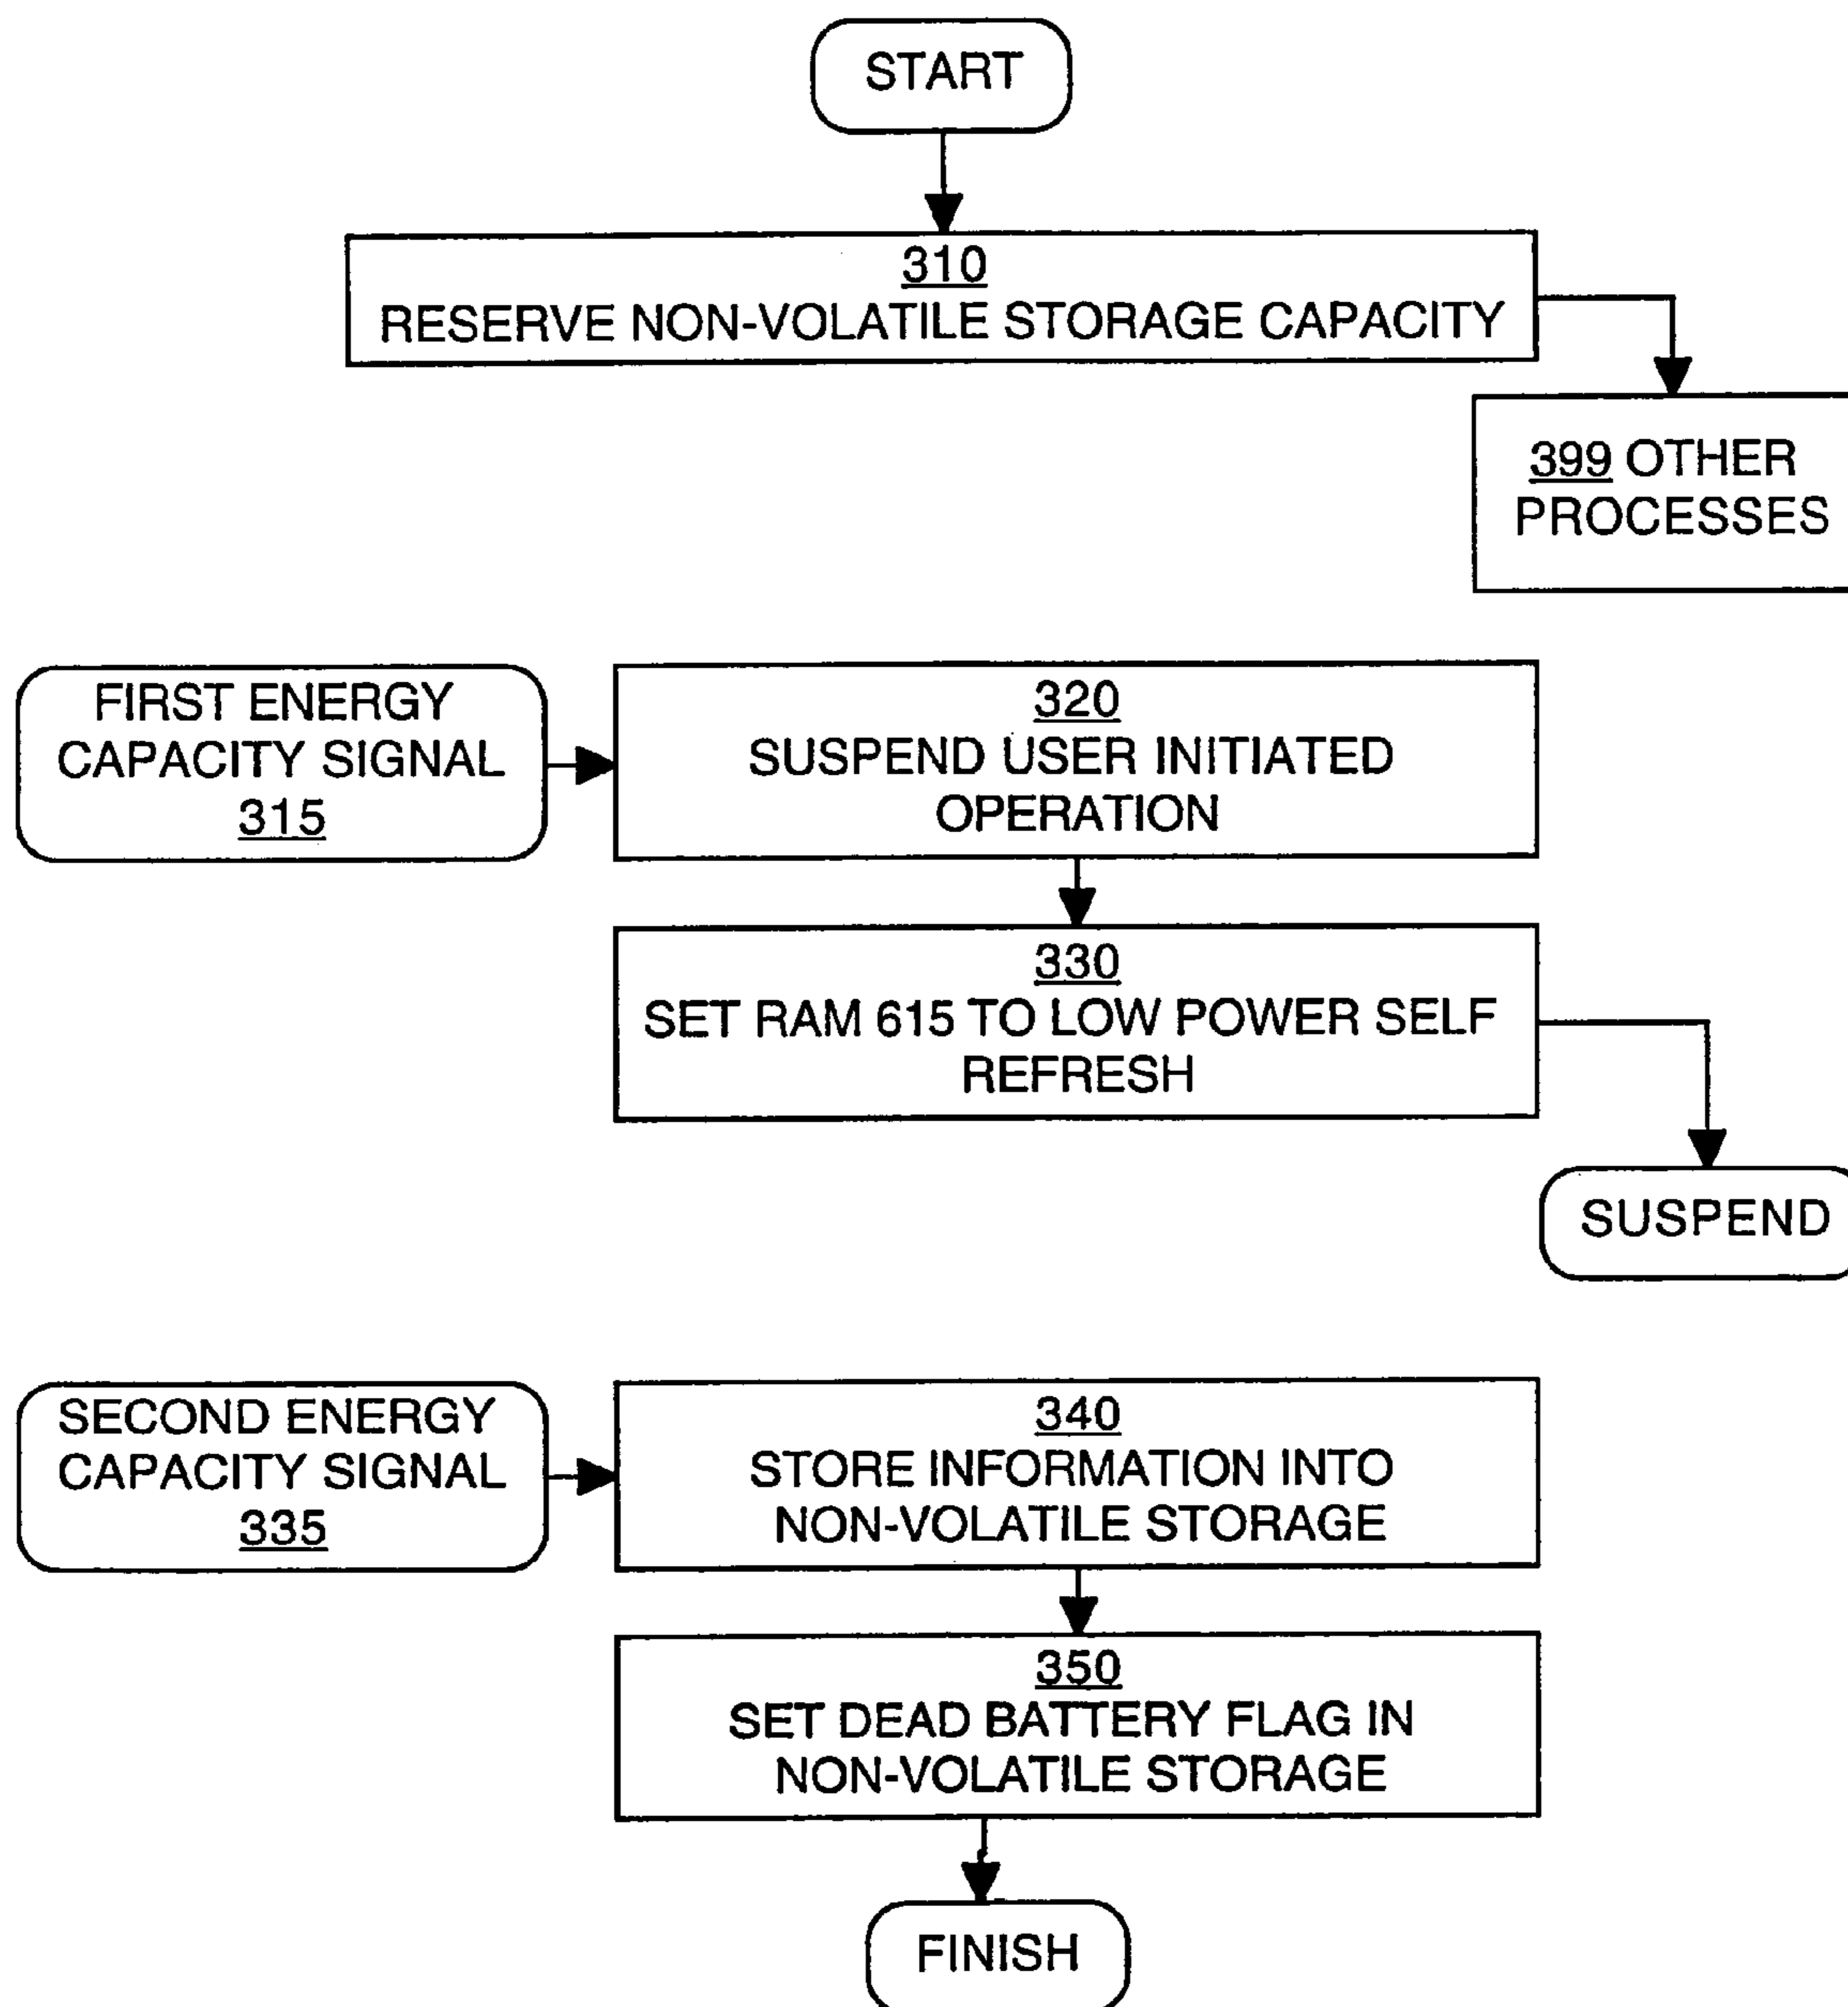 START
310
RESERVE NON-VOLATILE STORAGE CAPACITY
399 OTHER
PROCESSES
FIRST ENERGY
CAPACITY SIGNAL
315
320
SUSPEND USER INITIATED
OPERATION
330
SET RAM 615 TO LOW POWER SELF
REFRESH
SUSPEND
SECOND ENERGY
CAPACITY SIGNAL
335
340
STORE INFORMATION INTO
NON-VOLATILE STORAGE
350
SET DEAD BATTERY FLAG IN
NON-VOLATILE STORAGE
FINISH